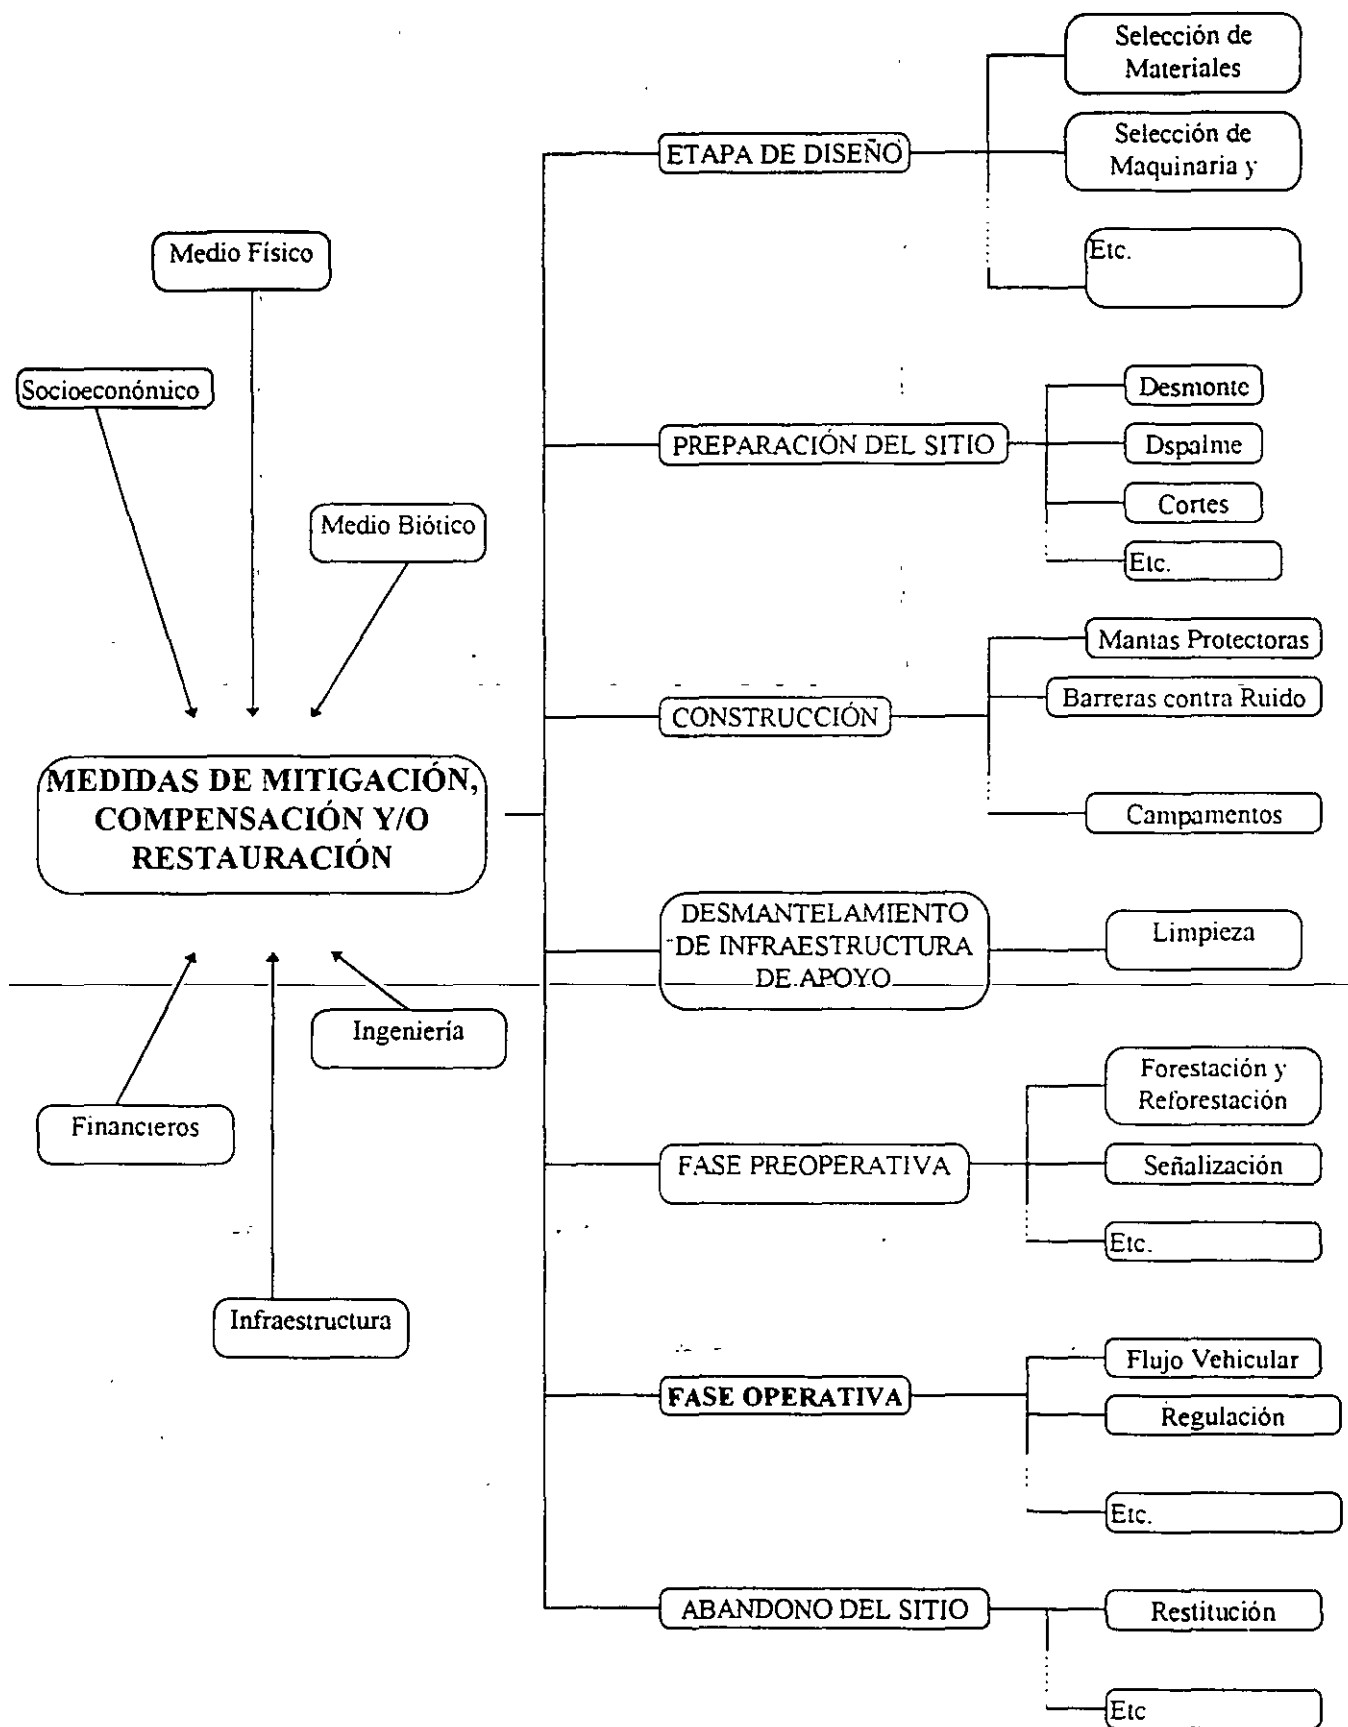 Selección de
Materiales
ETAPA DE DISEÑO
Selección de
Maquinaria y
Etc.
Medio Físico
Socioeconómico
Medio Biótico
PREPARACIÓN DEL SITIO
Desmonte
Dspalme
Cortes
Etc.
CONSTRUCCIÓN
Mantas Protectoras
Barreras contra Ruido
Campamentos
MEDIDAS DE MITIGACIÓN,
COMPENSACIÓN Y/O
RESTAURACIÓN
DESMANTELAMIENTO
DE INFRAESTRUCTURA
DE APOYO
Limpieza
Ingeniería
Financieros
Infraestructura
FASE PREOPERATIVA
Forestación y
Reforestación
Señalización
Etc.
FASE OPERATIVA
Flujo Vehicular
Regulación
Etc.
ABANDONO DEL SITIO
Restitución
Etc